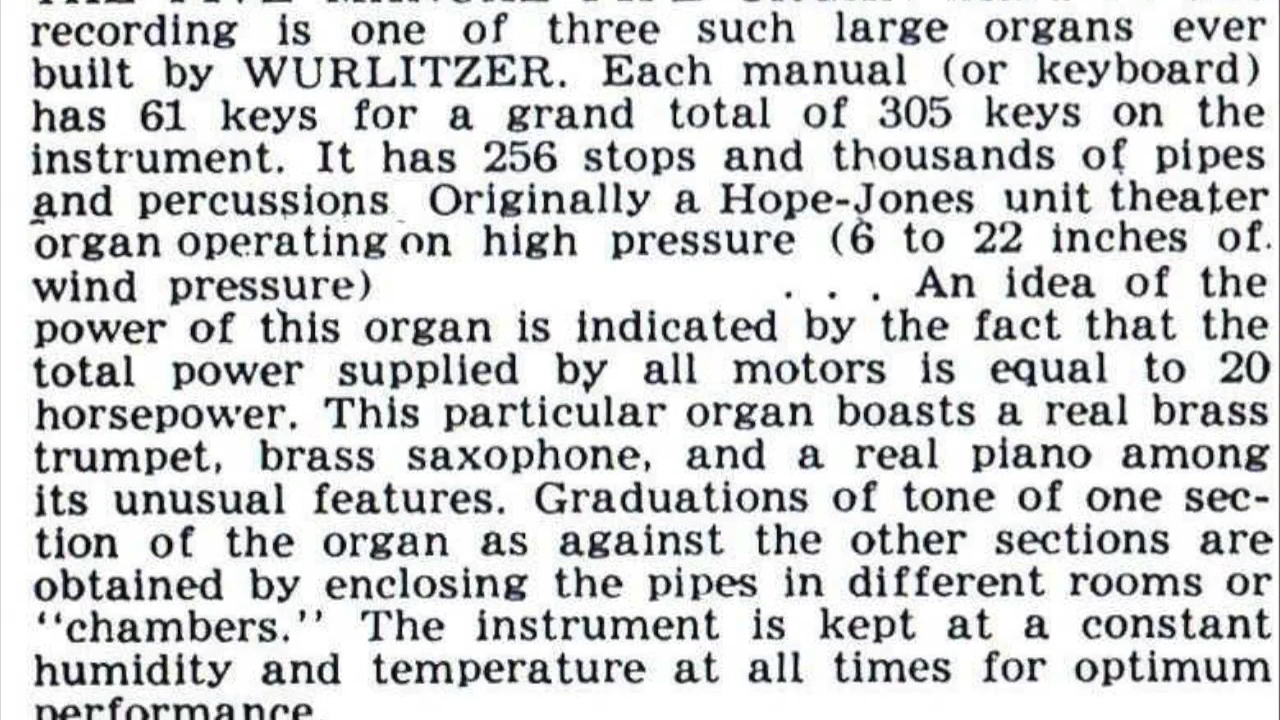 recording is one of three such large organs ever
built by WURLITZER. Each manual (or keyboard)
has 61 keys for a grand total of 305 keys on the
instrument. It has 256 stops and thousands of pipes
and percussions Originally a Hope-Jones unit theater
organ operating on high pressure (6 to 22 inches of
wind pressure) . . . An idea of the
power of this organ is indicated by the fact that the
total power supplied by all motors is equal to 20
horsepower. This particular organ boasts a real brass
trumpet, brass saxophone, and a real piano among
its unusual features. Graduations of tone of one sec-
tion of the organ as against the other sections are
obtained by enclosing the pipes in different rooms or
“chambers.” The instrument is kept at a constant
humidity and temperature at all times for optimum
performance.